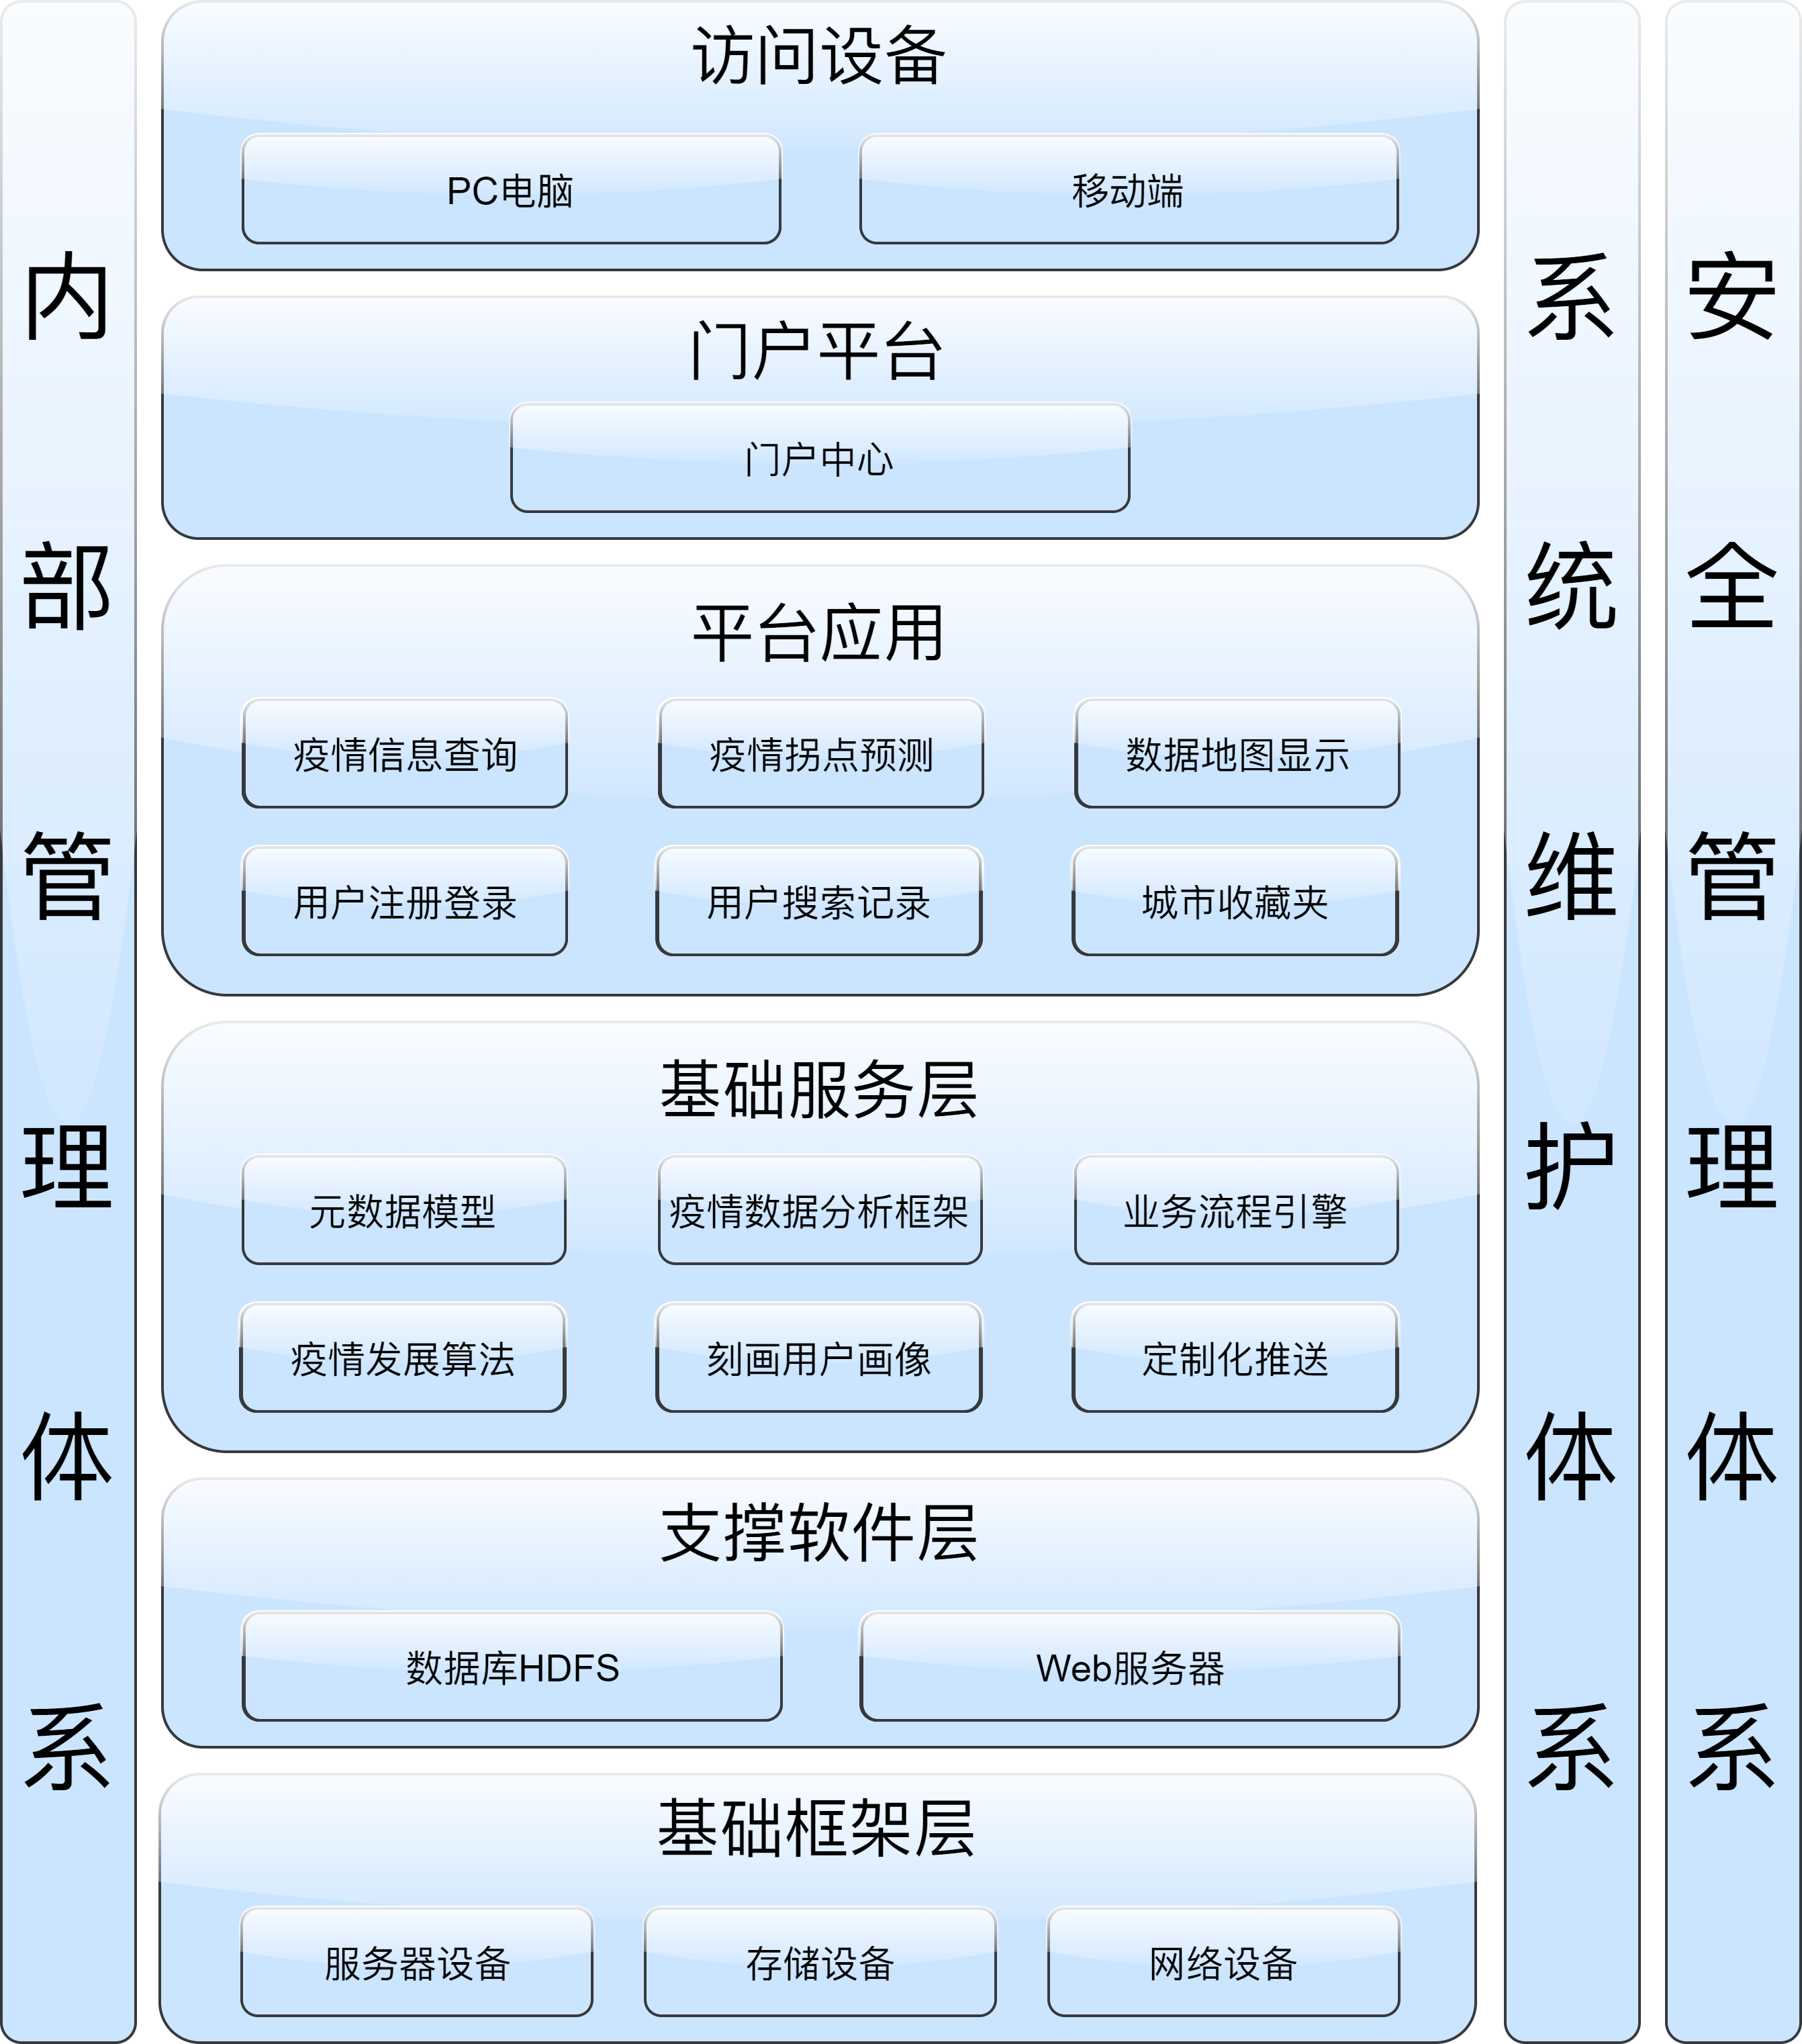 内部管理体系
访问设备
PC电脑
移动端
门户平台
门户中心
平台应用
疫情信息查询
疫情拐点预测
数据地图显示
用户注册登录
用户搜索记录
城市收藏夹
基础服务层
元数据模型
疫情数据分析框架
业务流程引擎
疫情发展算法
刻画用户画像
定制化推送
支撑软件层
数据库HDFS
Web服务器
基础框架层
服务器设备
存储设备
网络设备
系统维护体系
安全管理体系